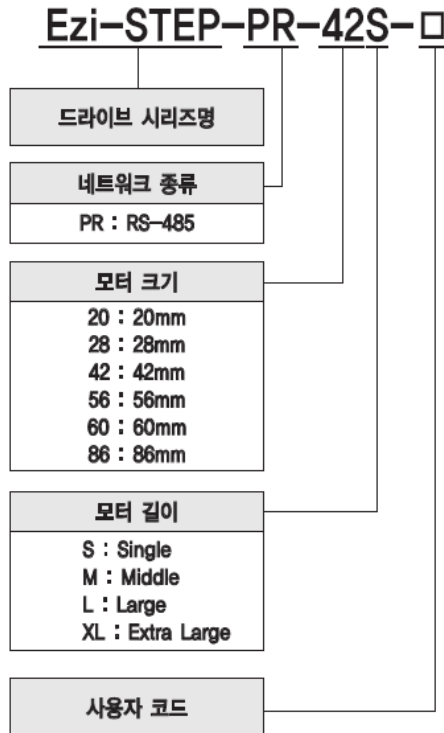 Ezi-STEP-PR-42S-□
드라이브 시리즈명
네트워크 종류
PR : RS-485
모터 크기
20 : 20mm
28 : 28mm
42 : 42mm
56 : 56mm
60 : 60mm
86 : 86mm
모터 길이
S : Single
M : Middle
L : Large
XL : Extra Large
사용자 코드